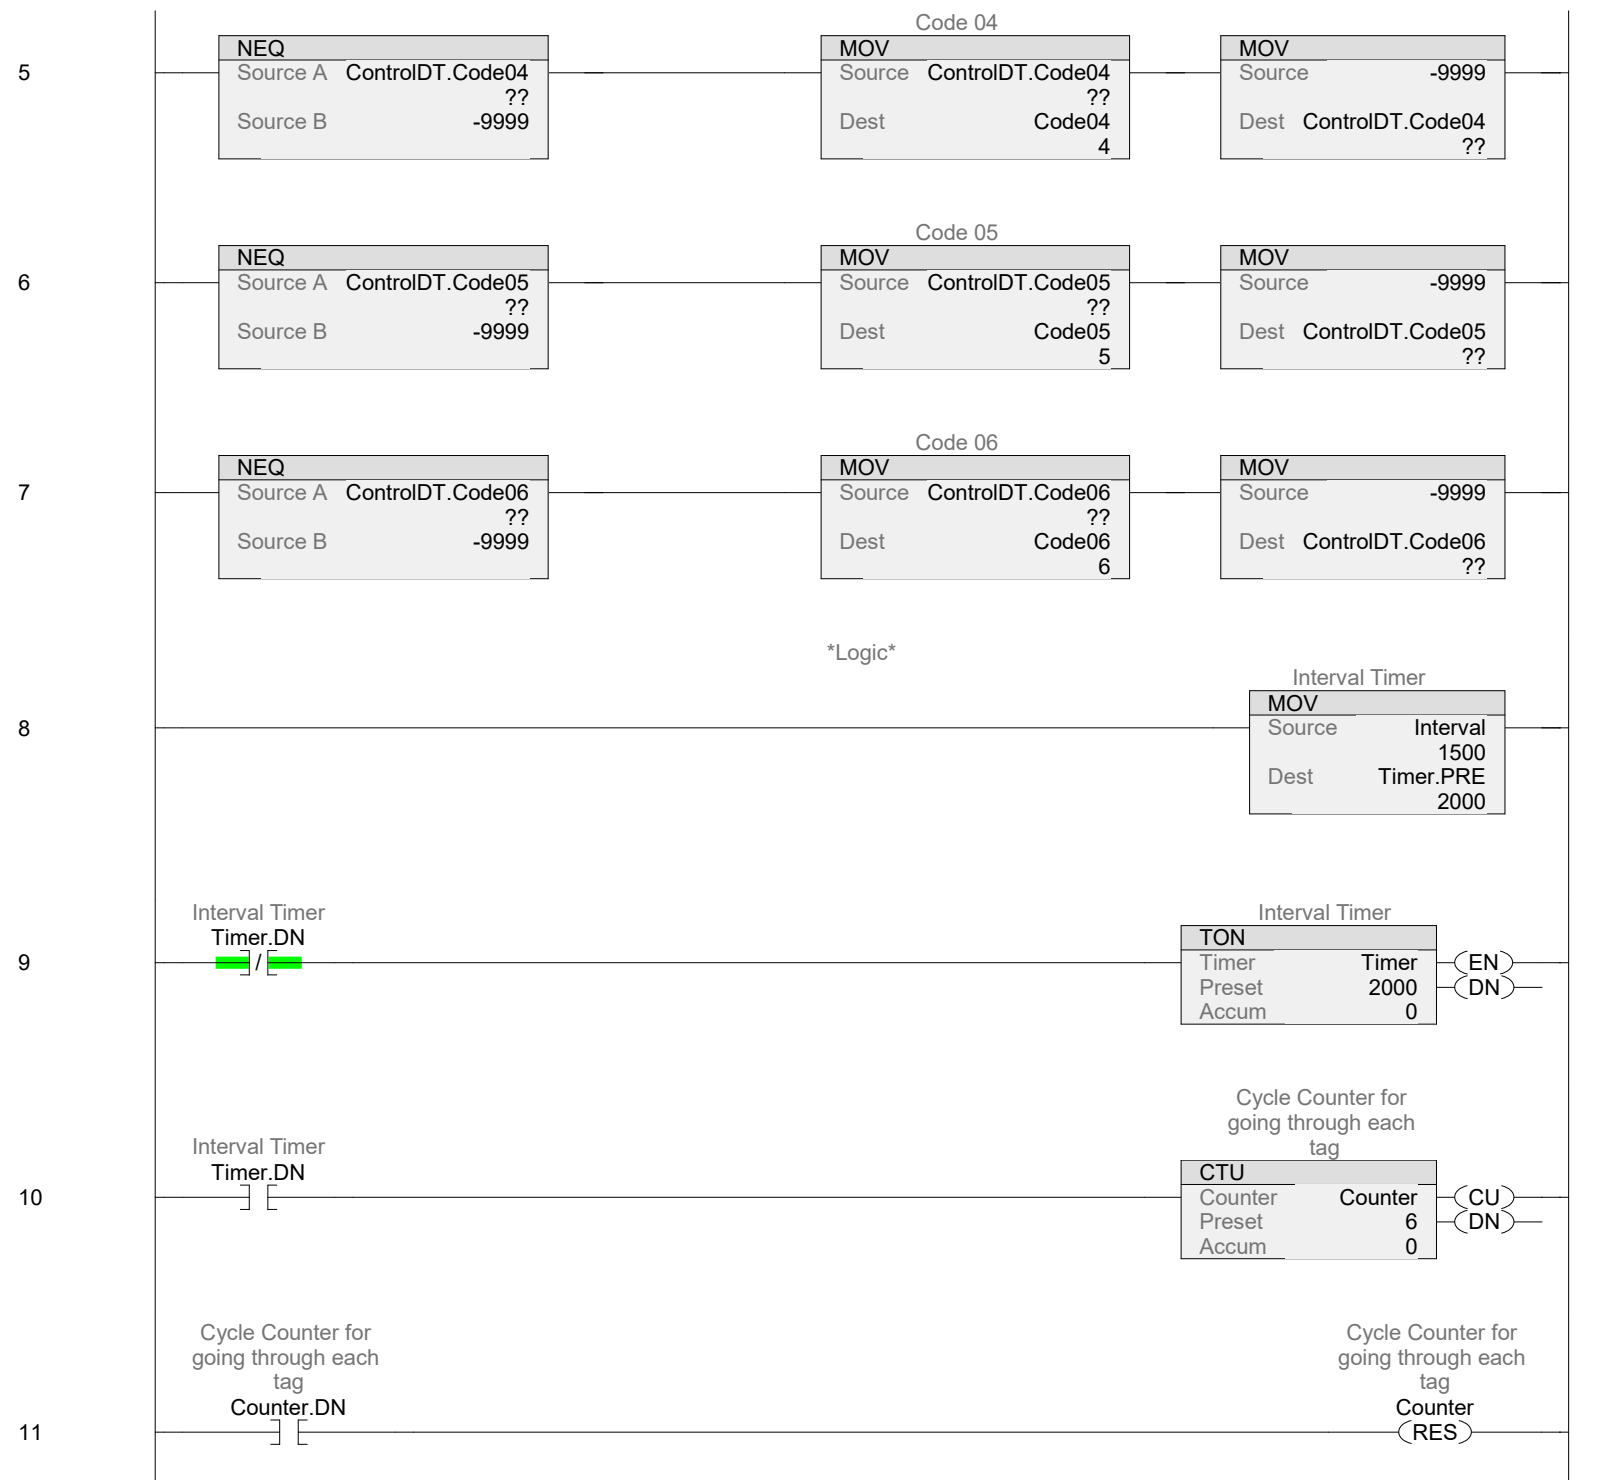 Code 04
5
NEQ
Source A ControlDT.Code04
??
Source B -9999
MOV
Source ControlDT.Code04
??
Dest Code04
4
MOV
Source -9999
Dest ControlDT.Code04
??
Code 05
6
NEQ
Source A ControlDT.Code05
??
Source B -9999
MOV
Source ControlDT.Code05
??
Dest Code05
5
MOV
Source -9999
Dest ControlDT.Code05
??
Code 06
7
NEQ
Source A ControlDT.Code06
??
Source B -9999
MOV
Source ControlDT.Code06
??
Dest Code06
6
MOV
Source -9999
Dest ControlDT.Code06
??
*Logic*
8
Interval Timer
MOV
Source Interval
1500
Dest Timer.PRE
2000
9
Interval Timer
Timer.DN
/
Interval Timer
TON
Timer Timer
Preset 2000
Accum 0
EN
DN
10
Interval Timer
Timer.DN
Cycle Counter for
going through each
tag
CTU
Counter Counter
Preset 6
Accum 0
CU
DN
11
Cycle Counter for
going through each
tag
Counter.DN
Cycle Counter for
going through each
tag
Counter
RES